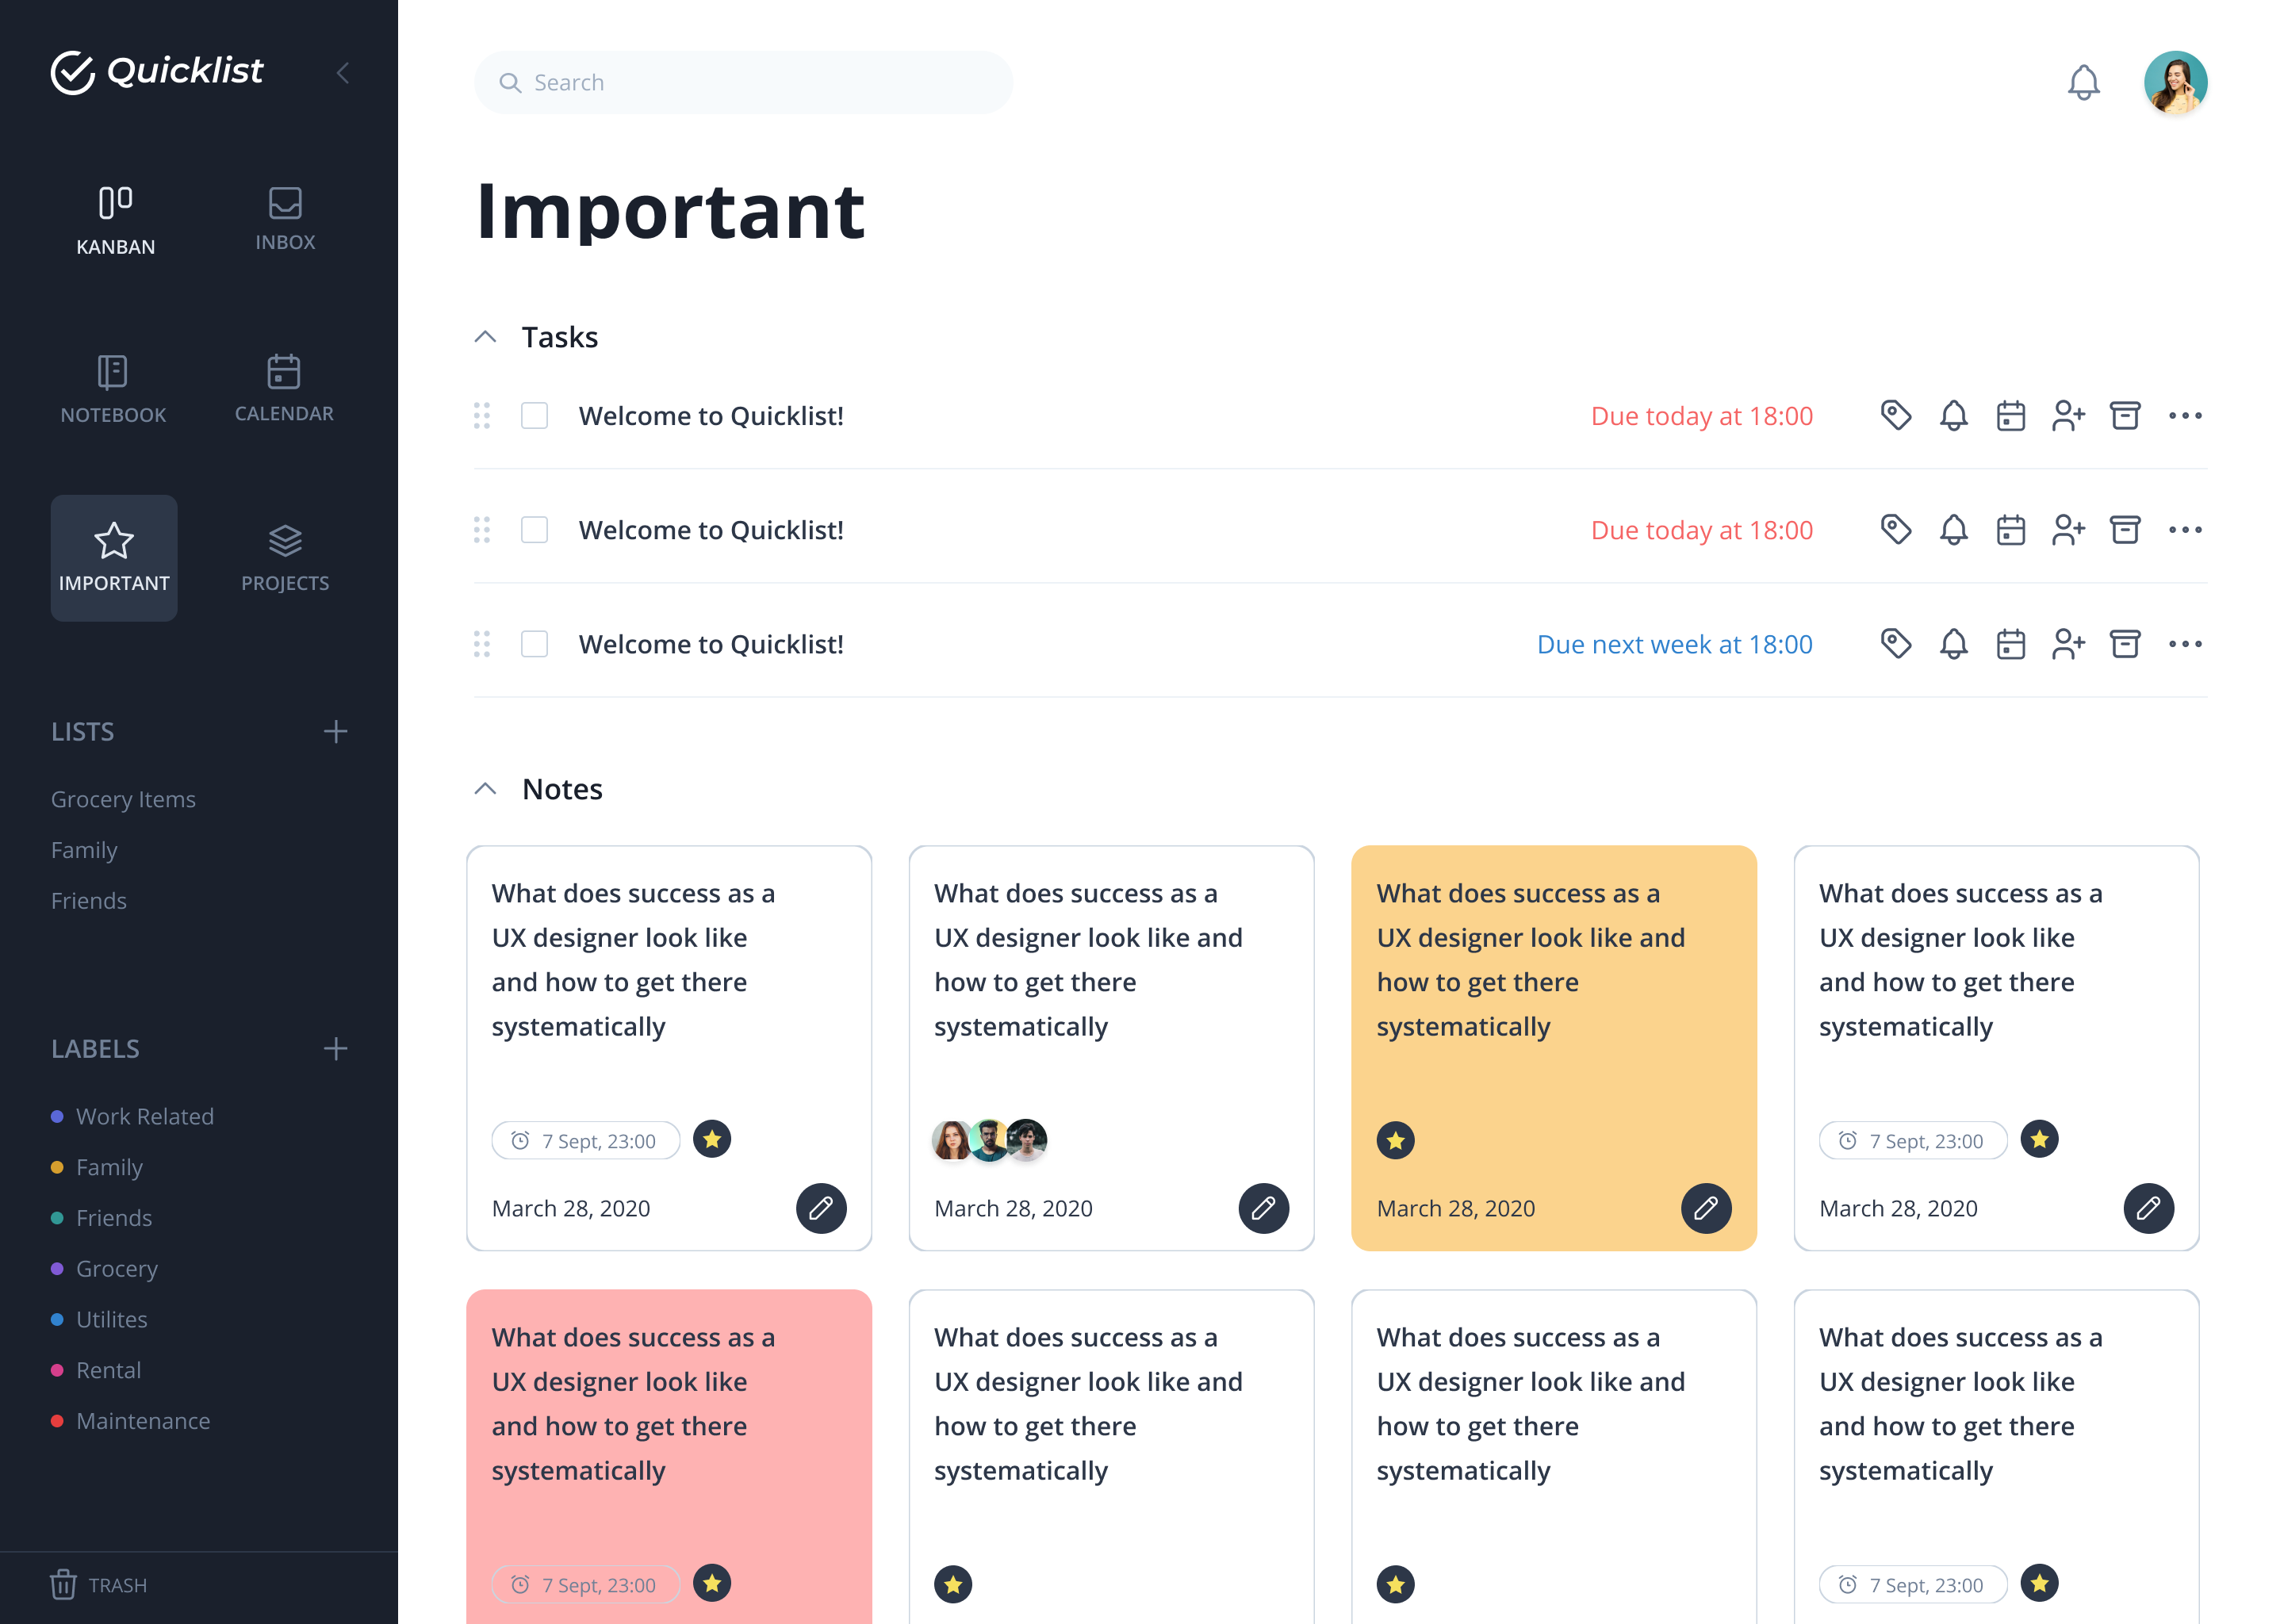 Quicklist
KANBAN
INBOX
NOTEBOOK
CALENDAR
IMPORTANT
PROJECTS
LISTS
Grocery Items
Family
Friends
LABELS
Work Related
Family
Friends
Grocery
Utilites
Rental
Maintenance
TRASH
Search
Important
Tasks
Welcome to Quicklist!
Due today at 18:00
Welcome to Quicklist!
Due today at 18:00
Welcome to Quicklist!
Due next week at 18:00
Notes
What does success as a
UX designer look like
and how to get there
systematically
7 Sept, 23:00
March 28, 2020
What does success as a
UX designer look like and
how to get there
systematically
March 28, 2020
What does success as a
UX designer look like and
how to get there
systematically
March 28, 2020
What does success as a
UX designer look like
and how to get there
systematically
7 Sept, 23:00
March 28, 2020
What does success as a
UX designer look like
and how to get there
systematically
7 Sept, 23:00
What does success as a
UX designer look like and
how to get there
systematically
What does success as a
UX designer look like and
how to get there
systematically
What does success as a
UX designer look like
and how to get there
systematically
7 Sept, 23:00